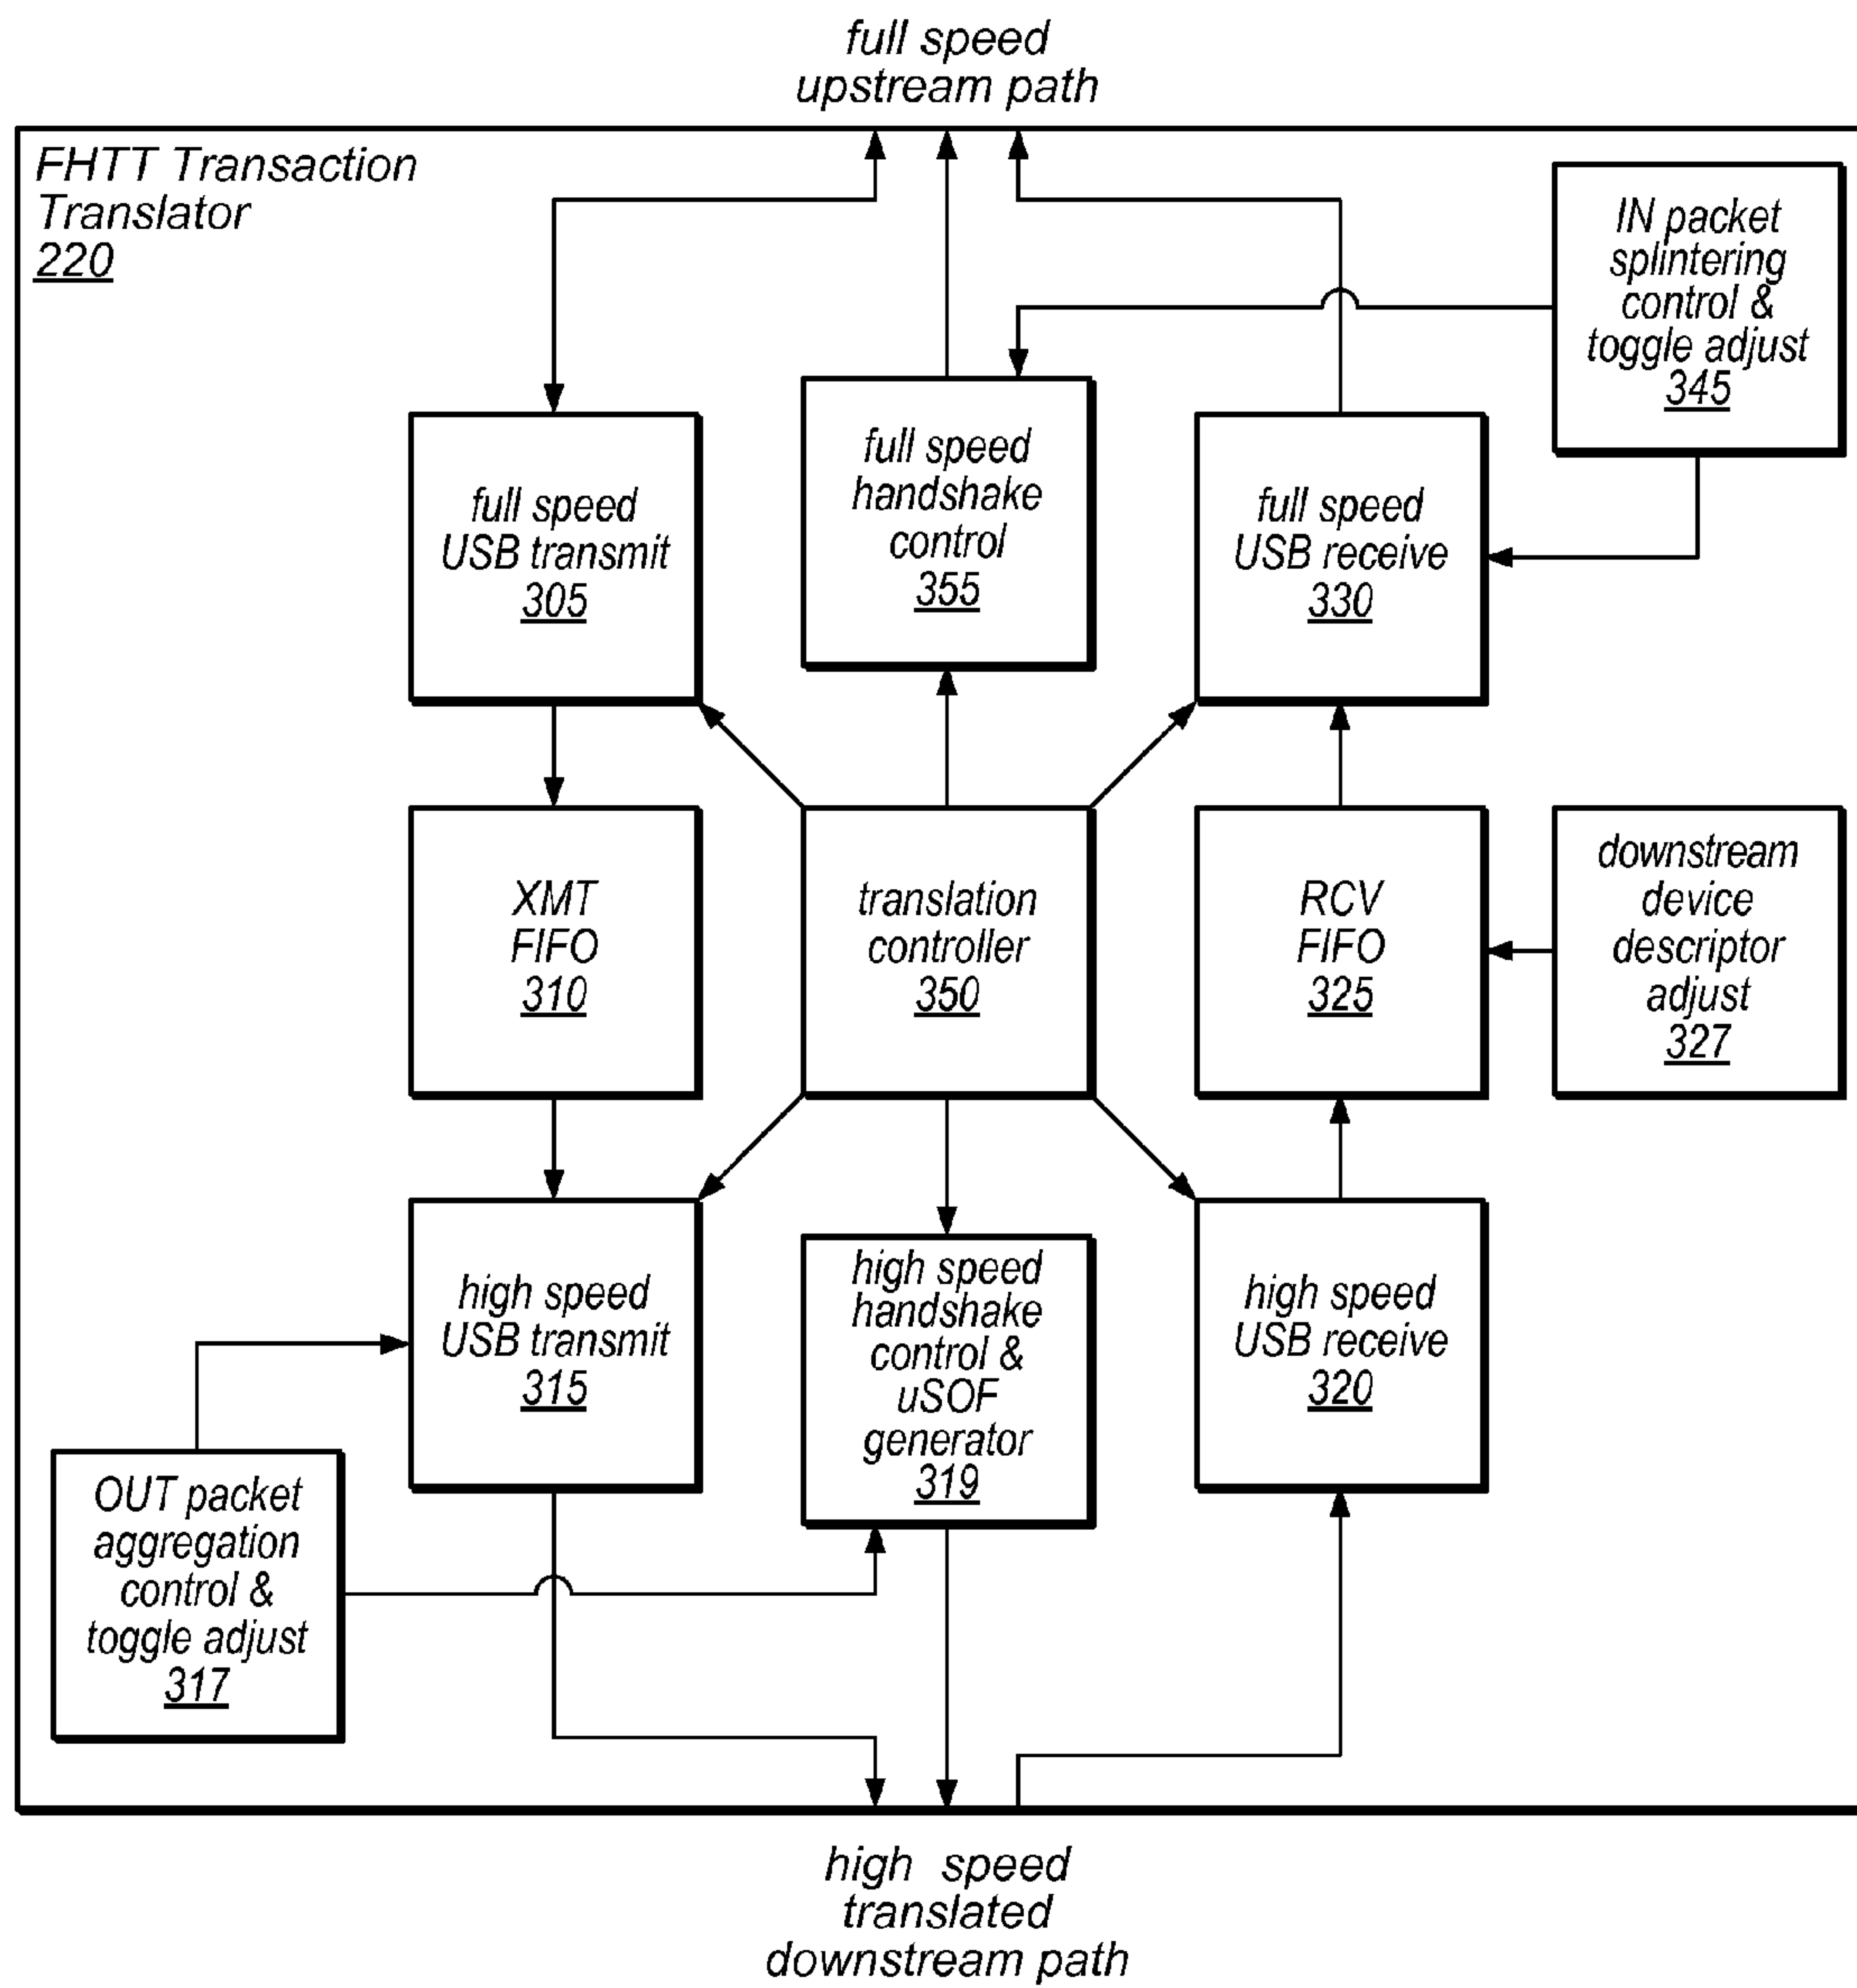 full speed
upstream path
FHTT Transaction
Translator
220
IN packet
splintering
control &
toggle adjust
345
full speed
handshake
control
355
full speed
USB transmit
305
full speed
USB receive
330
XMT
FIFO
310
translation
controller
350
RCV
FIFO
325
downstream
device
descriptor
adjust
327
high speed
USB transmit
315
high speed
handshake
control &
uSOF
generator
319
high speed
USB receive
320
OUT packet
aggregation
control &
toggle adjust
317
high speed
translated
downstream path